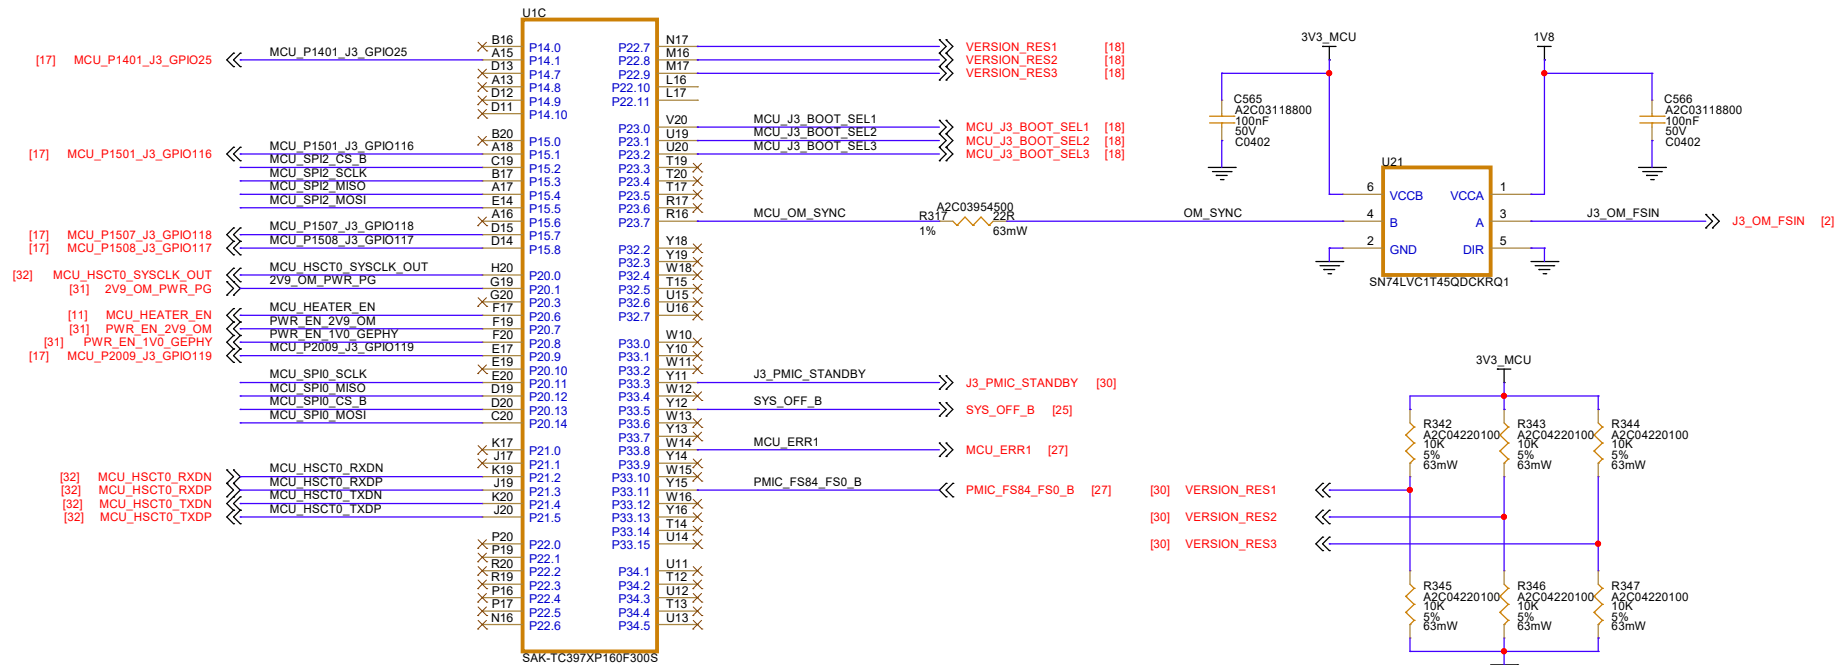 U1C
[17] MCU_P1401_J3_GPIO25 MCU_P1401_J3_GPIO25
[17] MCU_P1501_J3_GPIO116 MCU_P1501_J3_GPIO116
MCU_SPI2_CS_B
MCU_SPI2_SCLK
MCU_SPI2_MISO
MCU_SPI2_MOSI
[17] MCU_P1507_J3_GPIO118 MCU_P1507_J3_GPIO118
[17] MCU_P1508_J3_GPIO117 MCU_P1508_J3_GPIO117
[32] MCU_HSCT0_SYSCLK_OUT MCU_HSCT0_SYSCLK_OUT
[31] 2V9_OM_PWR_PG 2V9_OM_PWR_PG
[11] MCU_HEATER_EN MCU_HEATER_EN
[31] PWR_EN_2V9_OM PWR_EN_2V9_OM
[31] PWR_EN_1V0_GEPHY PWR_EN_1V0_GEPHY
[17] MCU_P2009_J3_GPIO119 MCU_P2009_J3_GPIO119
MCU_SPI0_SCLK
MCU_SPI0_MISO
MCU_SPI0_CS_B
MCU_SPI0_MOSI
[32] MCU_HSCT0_RXDN MCU_HSCT0_RXDN
[32] MCU_HSCT0_RXDP MCU_HSCT0_RXDP
[32] MCU_HSCT0_TXDN MCU_HSCT0_TXDN
[32] MCU_HSCT0_TXDP MCU_HSCT0_TXDP
B16 P14.0
A15 P14.1
D13 P14.7
A13 P14.8
D12 P14.9
D11 P14.10
B20 P15.0
A18 P15.1
C19 P15.2
B17 P15.3
A17 P15.4
E14 P15.5
A16 P15.6
D15 P15.7
D14 P15.8
H20 P20.0
G19 P20.1
G20 P20.3
F17 P20.6
F19 P20.7
F20 P20.8
E17 P20.9
E19 P20.10
E20 P20.11
D19 P20.12
D20 P20.13
C20 P20.14
K17 P21.0
J17 P21.1
K19 P21.2
J19 P21.3
K20 P21.4
J20 P21.5
P20 P22.0
P19 P22.1
R20 P22.2
R19 P22.3
P16 P22.4
P17 P22.5
N16 P22.6
P22.7 N17 VERSION_RES1 [18]
P22.8 M16 VERSION_RES2 [18]
P22.9 M17 VERSION_RES3 [18]
P22.10 L16
P22.11 L17
P23.0 V20 MCU_J3_BOOT_SEL1 MCU_J3_BOOT_SEL1 [18]
P23.1 U19 MCU_J3_BOOT_SEL2 MCU_J3_BOOT_SEL2 [18]
P23.2 U20 MCU_J3_BOOT_SEL3 MCU_J3_BOOT_SEL3 [18]
P23.3 T19
P23.4 T20
P23.5 T17
P23.6 R17
P23.7 R16 MCU_OM_SYNC
P32.2 Y18
P32.3 Y19
P32.4 W18
P32.5 T15
P32.6 U15
P32.7 U16
P33.0 W10
P33.1 Y10
P33.2 W11
P33.3 Y11 J3_PMIC_STANDBY J3_PMIC_STANDBY [30]
P33.4 W12
P33.5 Y12 SYS_OFF_B SYS_OFF_B [25]
P33.6 W13
P33.7 Y13
P33.8 W14 MCU_ERR1 MCU_ERR1 [27]
P33.9 Y14
P33.10 W15
P33.11 Y15 PMIC_FS84_FS0_B PMIC_FS84_FS0_B [27]
P33.12 W16
P33.13 Y16
P33.14 T14
P33.15 U14
P34.1 U11
P34.2 T12
P34.3 U12
P34.4 T13
P34.5 U13
SAK-TC397XP160F300S
A2C03954500
R317 22R
1% 63mW
OM_SYNC
3V3_MCU
1V8
C565
A2C03118800
100nF
50V
C0402
C566
A2C03118800
100nF
50V
C0402
U21
6 VCCB VCCA 1
4 B A 3
2 GND DIR 5
SN74LVC1T45QDCKRQ1
J3_OM_FSIN J3_OM_FSIN [2]
3V3_MCU
R342
A2C04220100
10K
5%
63mW
R343
A2C04220100
10K
5%
63mW
R344
A2C04220100
10K
5%
63mW
[30] VERSION_RES1
[30] VERSION_RES2
[30] VERSION_RES3
R345
A2C04220100
10K
5%
63mW
R346
A2C04220100
10K
5%
63mW
R347
A2C04220100
10K
5%
63mW